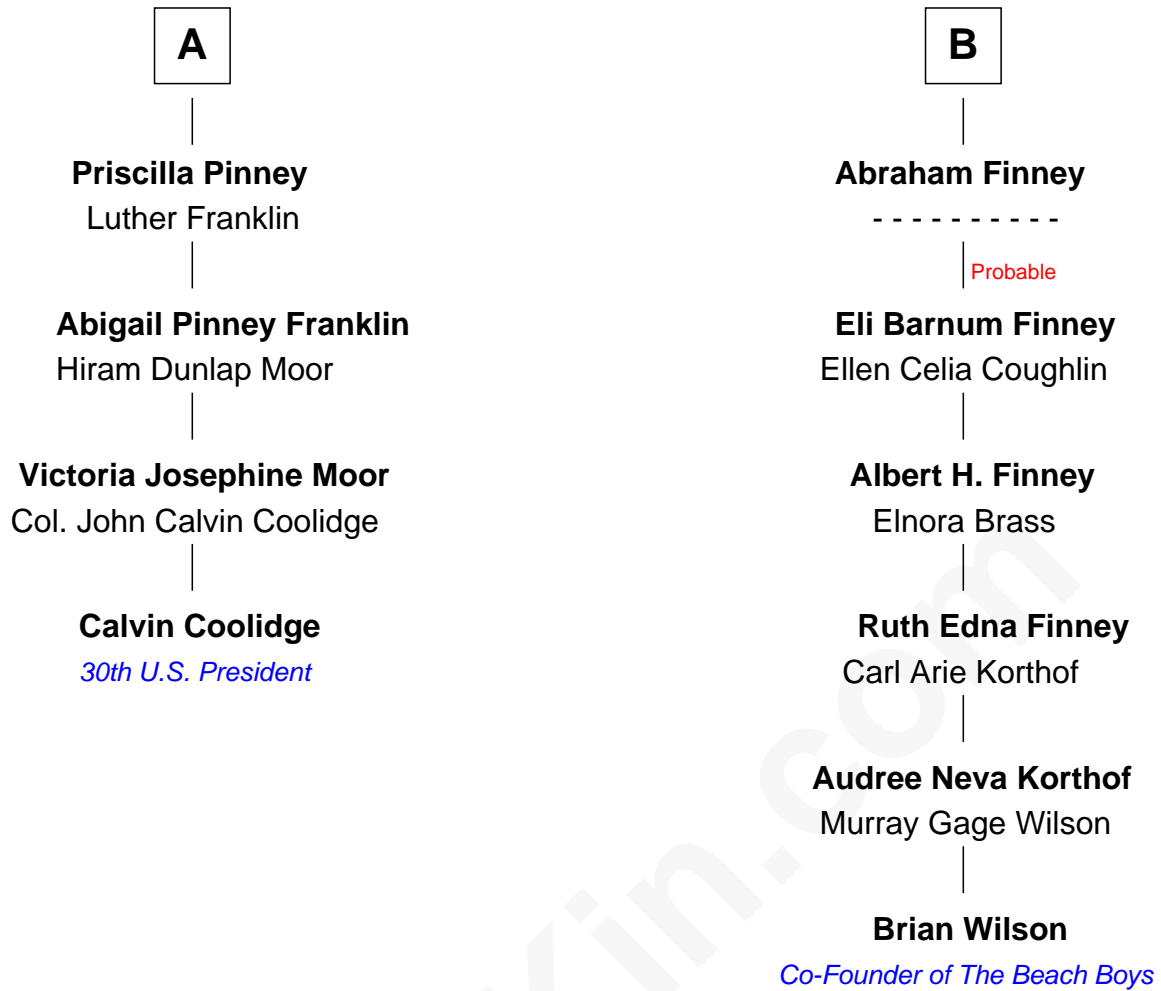 A
Priscilla Pinney
Luther Franklin
Abigail Pinney Franklin
Hiram Dunlap Moor
Victoria Josephine Moor
Col. John Calvin Coolidge
Calvin Coolidge
30th U.S. President
B
Abraham Finney
- - - - - - - - - -
Probable
Eli Barnum Finney
Ellen Celia Coughlin
Albert H. Finney
Elnora Brass
Ruth Edna Finney
Carl Arie Korthof
Audree Neva Korthof
Murray Gage Wilson
Brian Wilson
Co-Founder of The Beach Boys
Kin.com